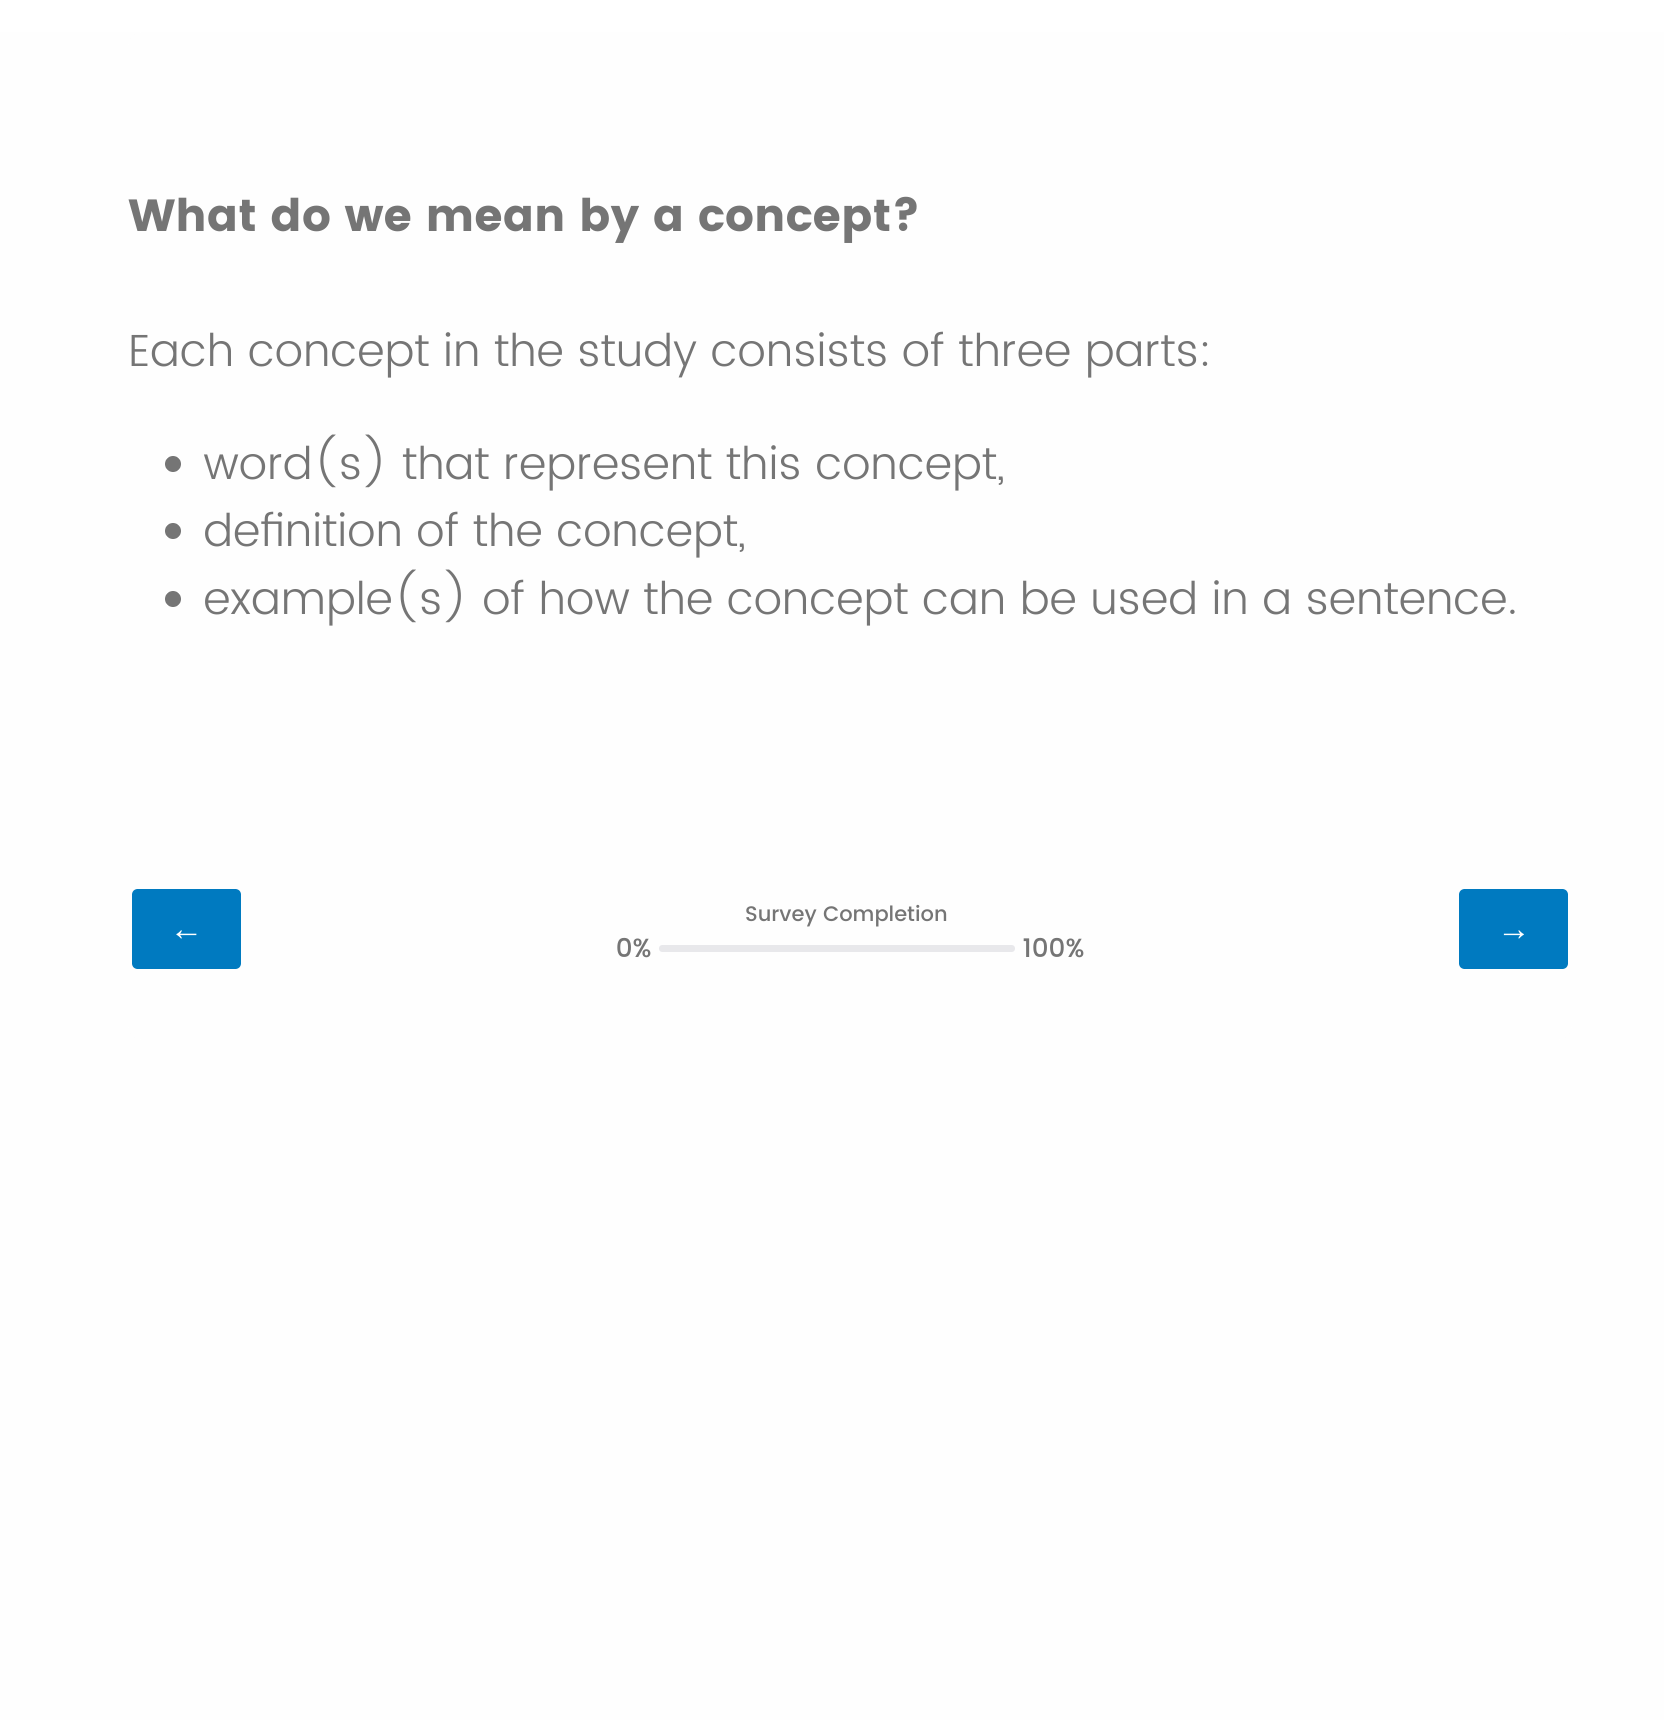 What do we mean by a concept?
Each concept in the study consists of three parts:
• word(s) that represent this concept,
• definition of the concept,
• example(s) of how the concept can be used in a sentence.
←
Survey Completion
0% 100%
→